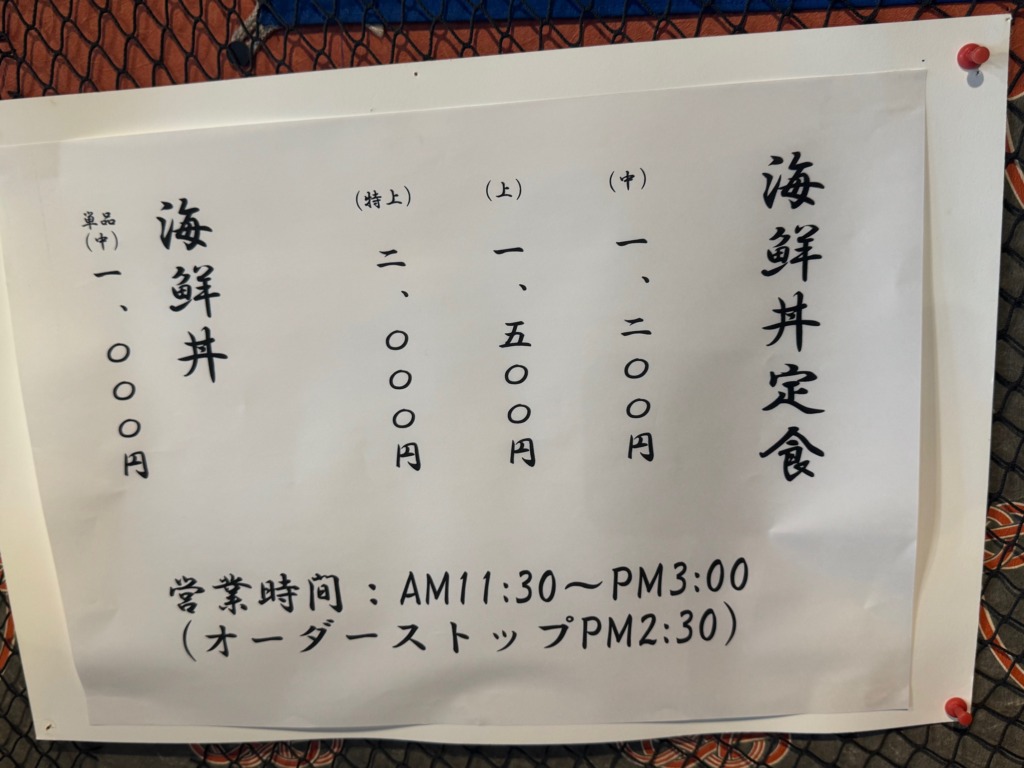 海鮮丼定食
(中) 一、二〇〇円
(上) 一、五〇〇円
(特上) 二、〇〇〇円
海鮮丼
単品
(中) 一、〇〇〇円
営業時間：AM11:30～PM3:00
(オーダーストップPM2:30)